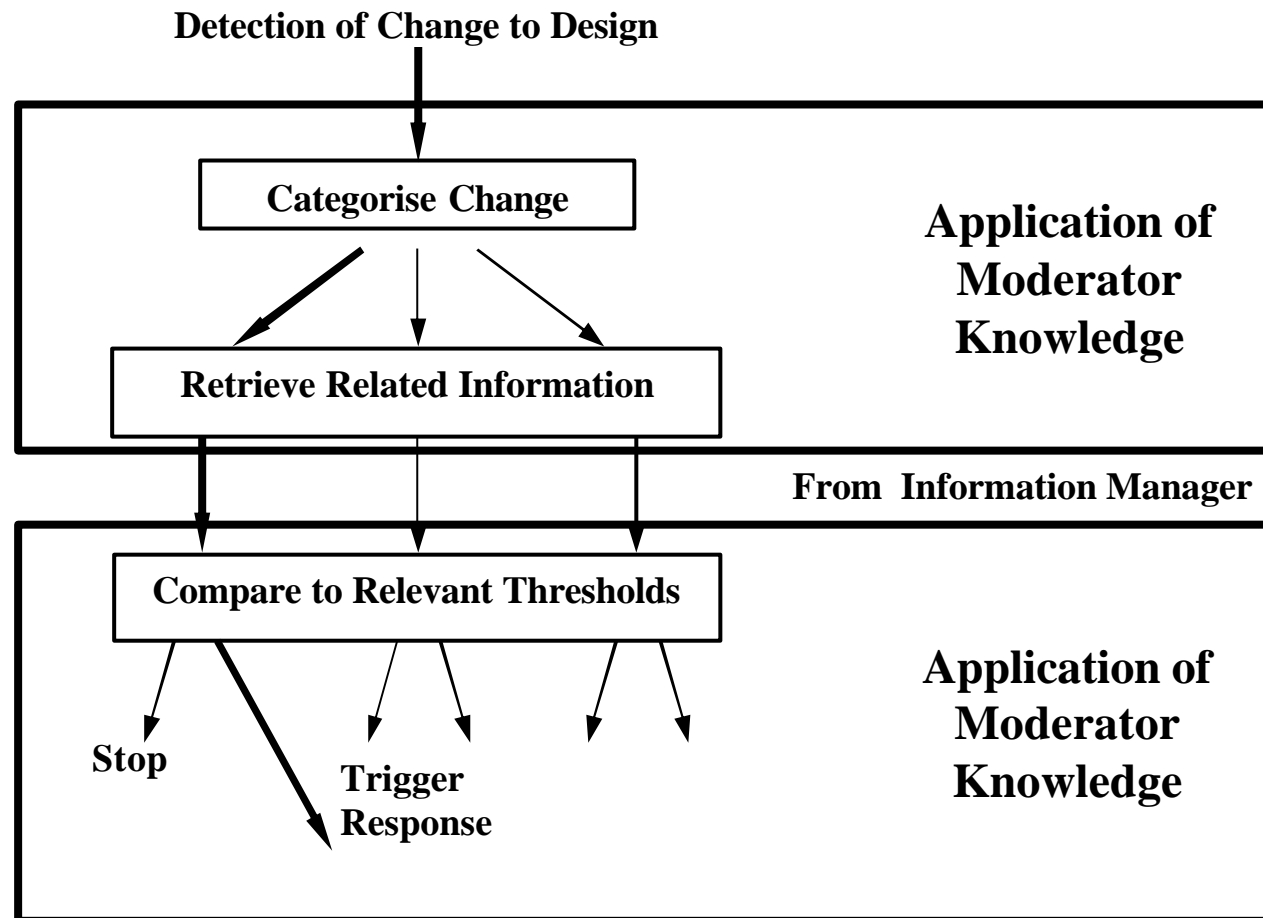 Detection of Change to Design
Categorise Change
Application of
Moderator
Knowledge
Retrieve Related Information
From Information Manager
Compare to Relevant Thresholds
Application of
Moderator
Knowledge
Stop
Trigger
Response